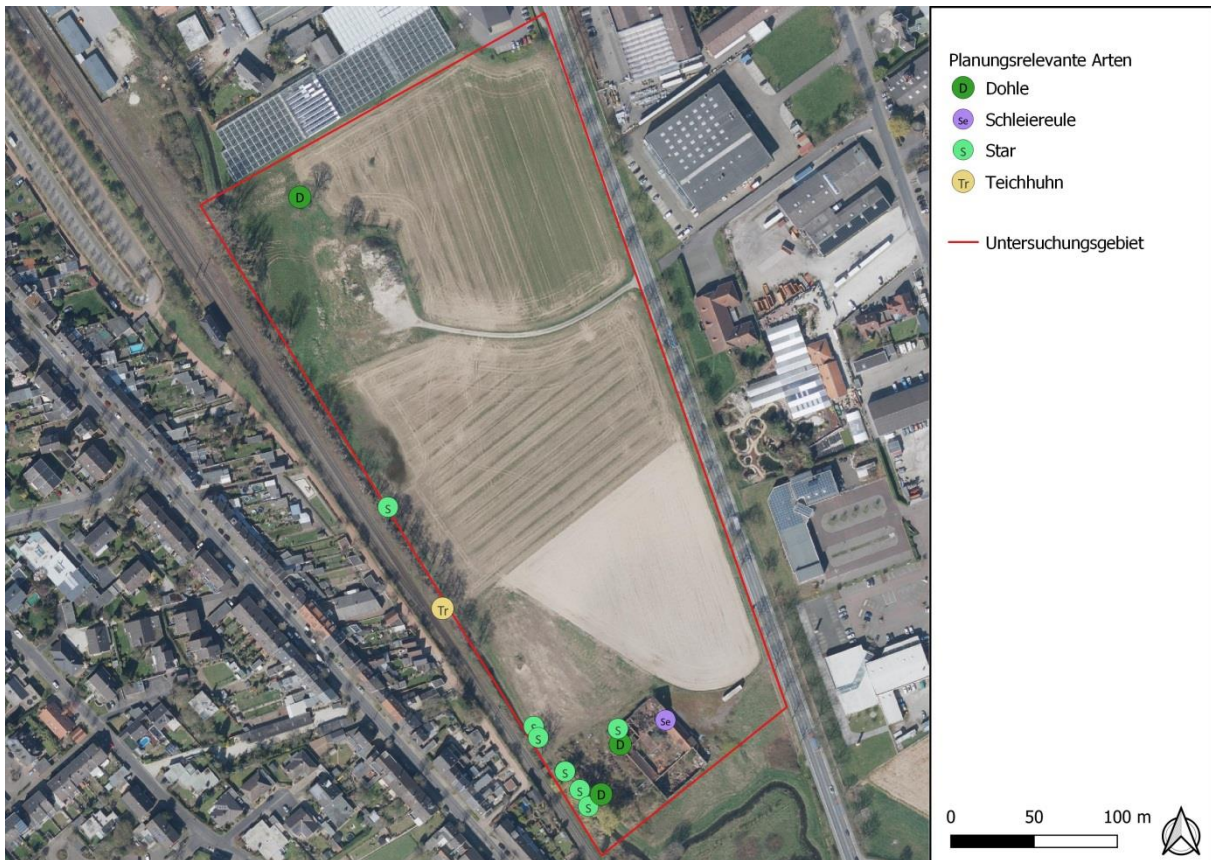 Planungsrelevante Arten
D Dohle
Se Schleiereule
S Star
Tr Teichhuhn
Untersuchungsgebiet
D
S
Tr
S
S
S
Se
D
S
S
D
S
0 50 100 m